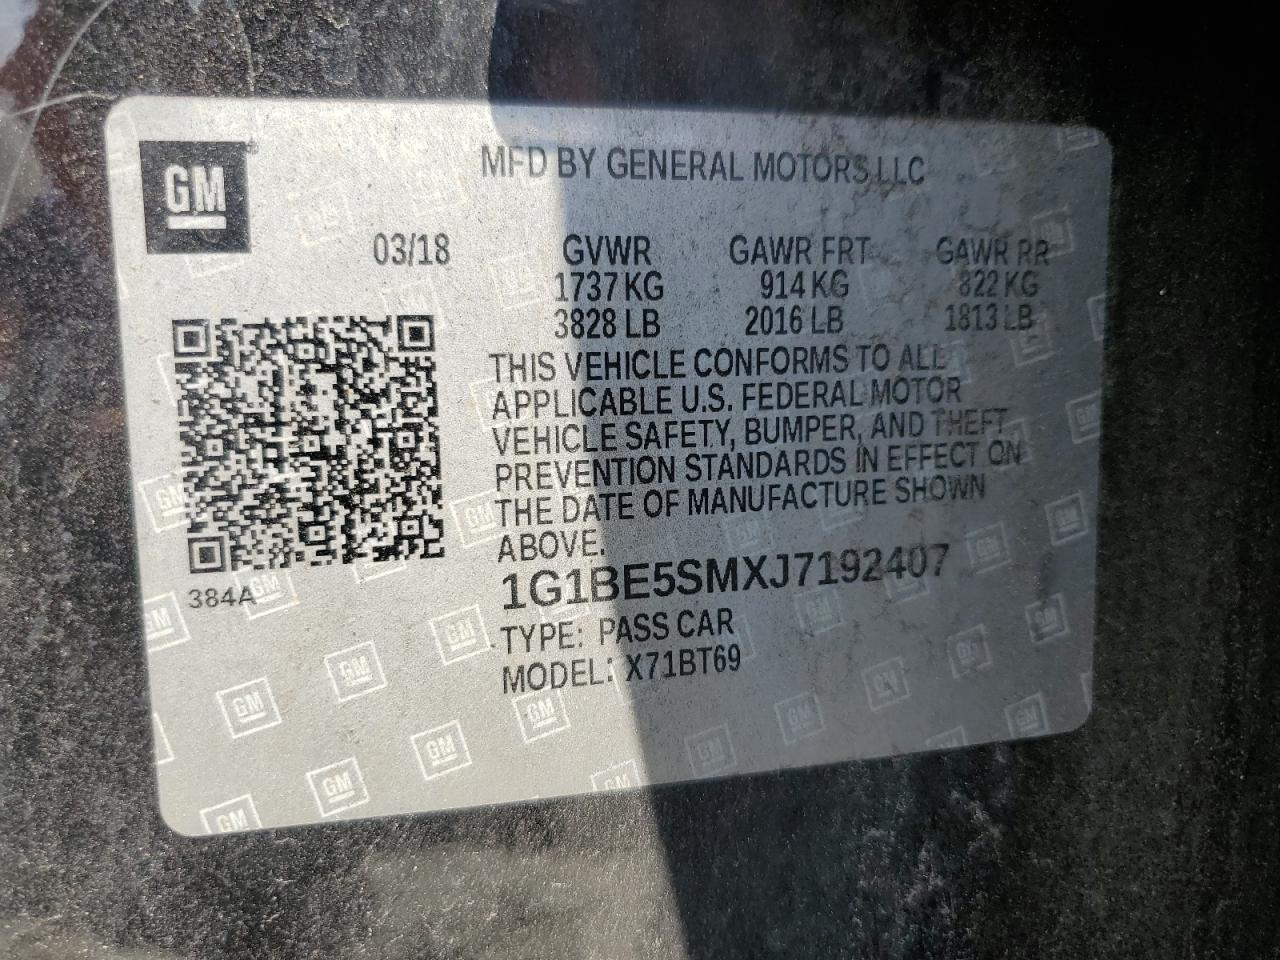 GM
MFD BY GENERAL MOTORS LLC
03/18 GVWR GAWR FRT GAWR RR
1737 KG 914 KG 822 KG
3828 LB 2016 LB 1813 LB
THIS VEHICLE CONFORMS TO ALL
APPLICABLE U.S. FEDERAL MOTOR
VEHICLE SAFETY, BUMPER, AND THEFT
PREVENTION STANDARDS IN EFFECT ON
THE DATE OF MANUFACTURE SHOWN
ABOVE.
384A
1G1BE5SMXJ7192407
TYPE: PASS CAR
MODEL: X71BT69